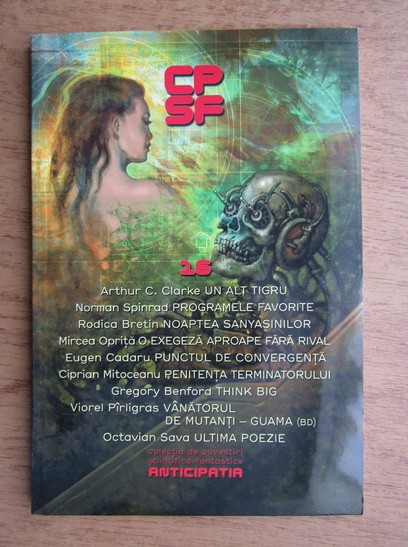 CP
SF
16
Arthur C. Clarke UN ALT TIGRU
Norman Spinrad PROGRAMELE FAVORITE
Rodica Bretin NOAPTEA SANYASINILOR
Mircea Opriță O EXEGEZĂ APROAPE FĂRĂ RIVAL
Eugen Cadaru PUNCTUL DE CONVERGENȚĂ
Ciprian Mitoceanu PENITENTA TERMINATORULUI
Gregory Benford THINK BIG
Viorel Pîrligras VÂNĂTORUL
DE MUTANȚI – GUAMA (BD)
Octavian Sava ULTIMA POEZIE
colecția de povestiri
științifico-fantastice
ANTICIPAȚIA